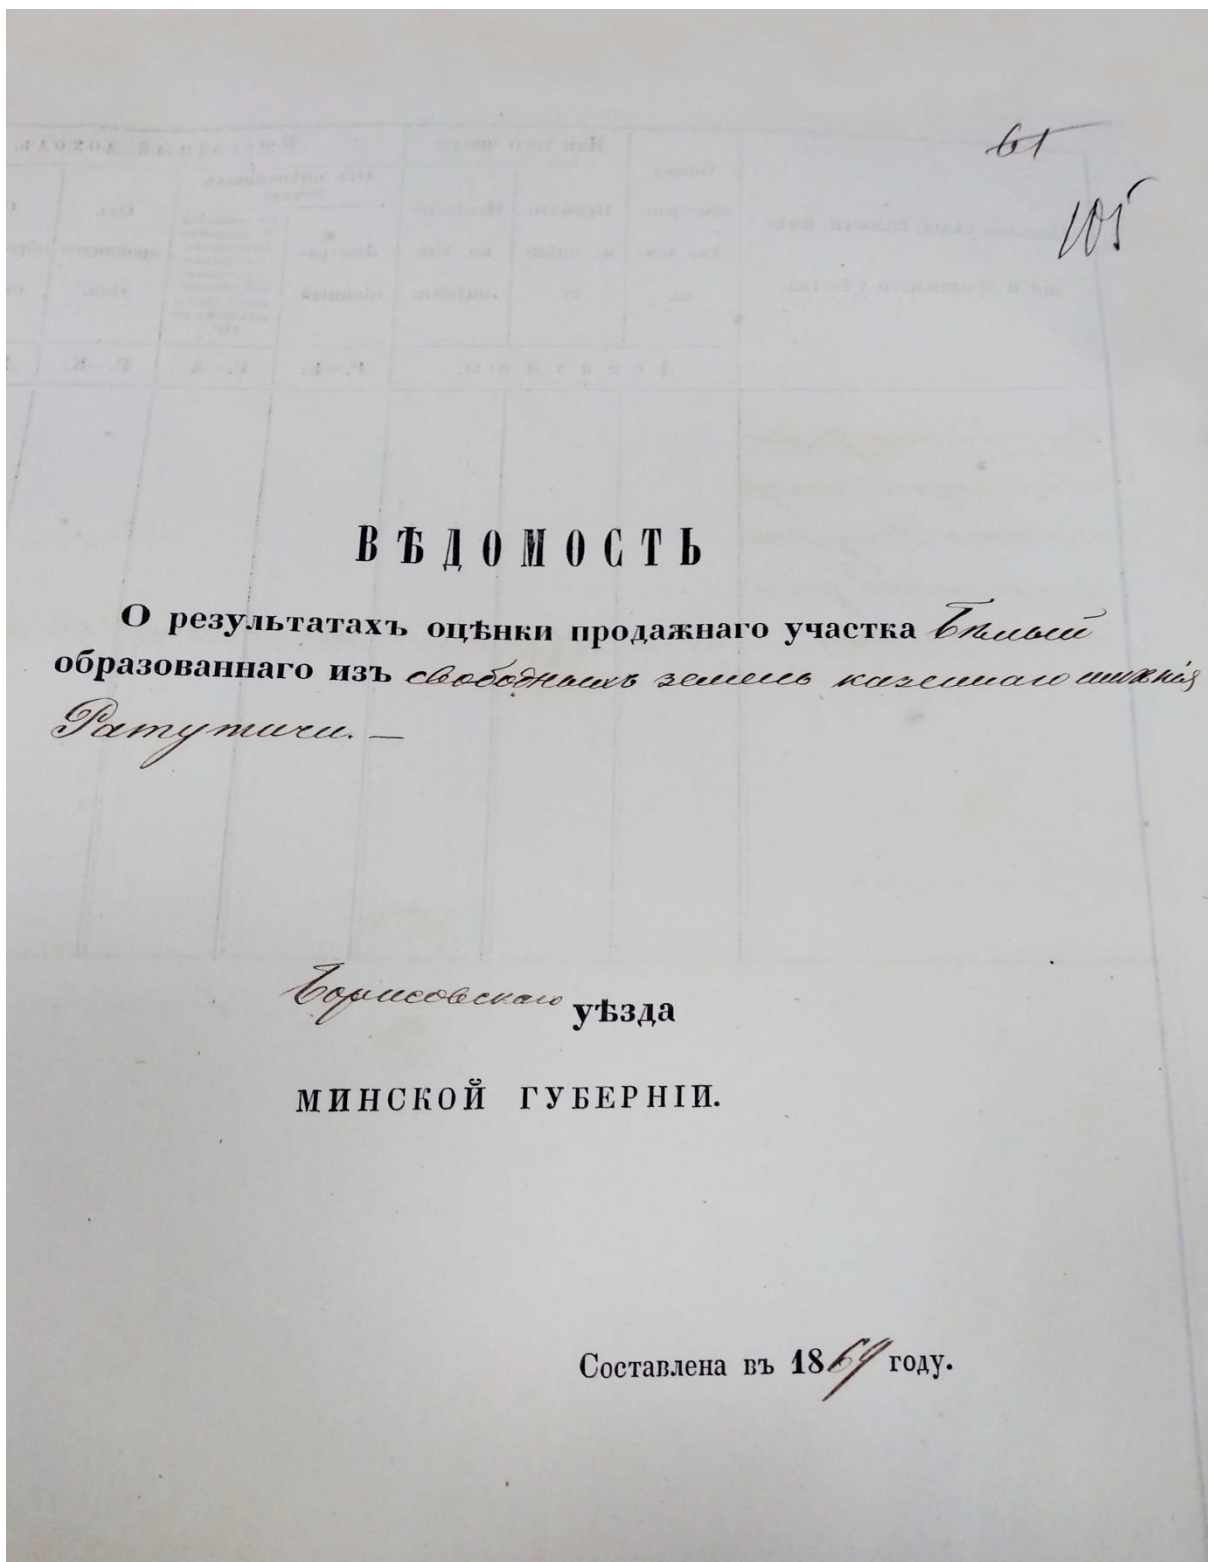 61
105
ВѢДОМОСТЬ
О результатахъ оцѣнки продажнаго участка Бѣлый
образованнаго изъ свободныхъ земель казеннаго имѣнія
Ратутичи. —
Борисовскаго уѣзда
МИНСКОЙ ГУБЕРНІИ.
Составлена въ 1869 году.